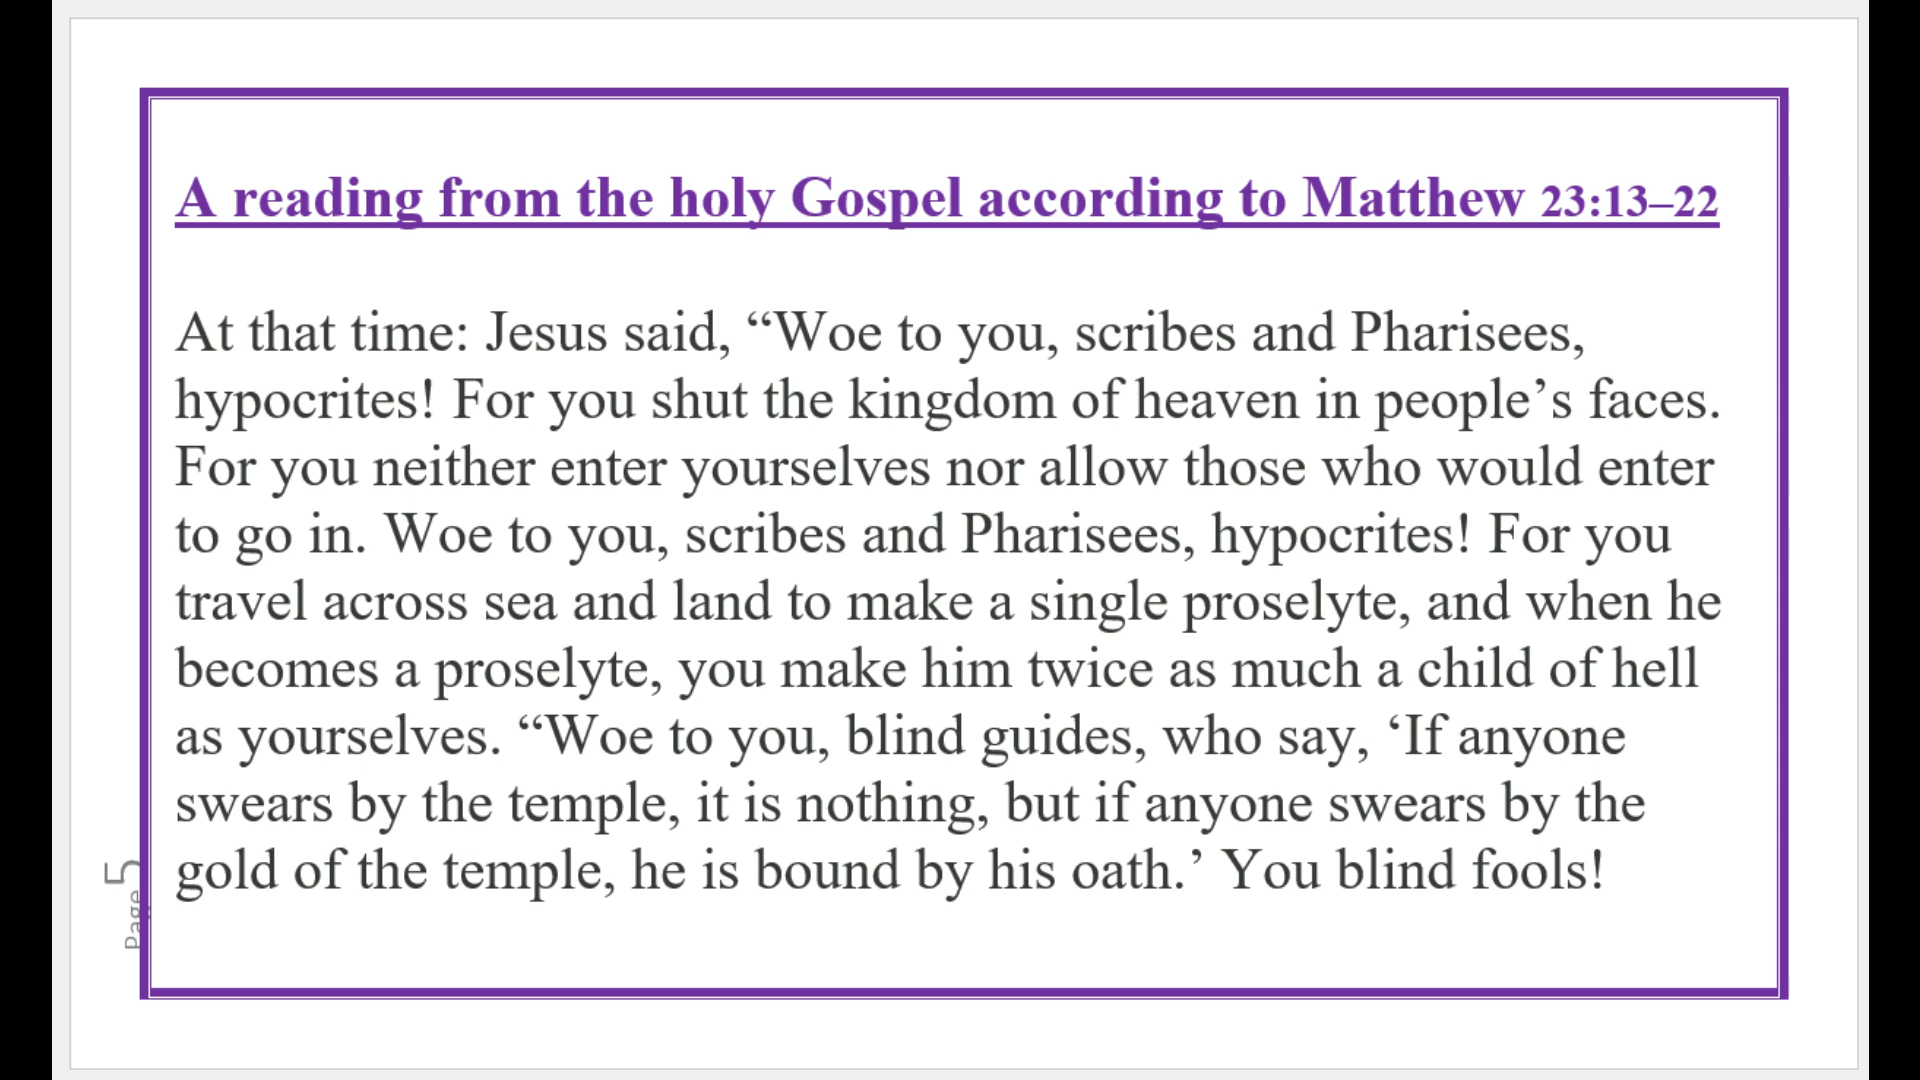 A reading from the holy Gospel according to Matthew 23:13–22
At that time: Jesus said, “Woe to you, scribes and Pharisees,
hypocrites! For you shut the kingdom of heaven in people’s faces.
For you neither enter yourselves nor allow those who would enter
to go in. Woe to you, scribes and Pharisees, hypocrites! For you
travel across sea and land to make a single proselyte, and when he
becomes a proselyte, you make him twice as much a child of hell
as yourselves. “Woe to you, blind guides, who say, ‘If anyone
swears by the temple, it is nothing, but if anyone swears by the
gold of the temple, he is bound by his oath.’ You blind fools!
Page 5